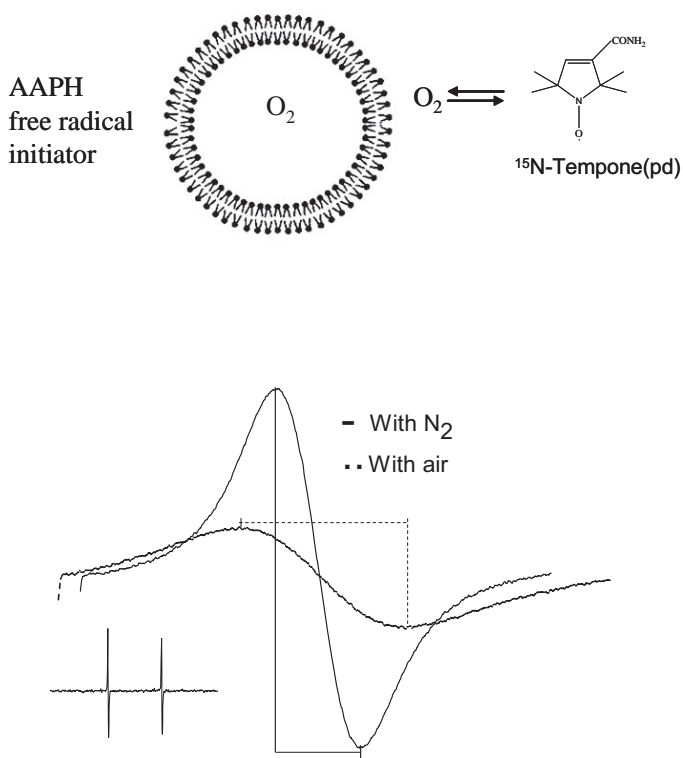 AAPH
free radical
initiator
O₂
O₂
CONH₂
N
O
¹⁵N-Tempone(pd)
With N₂
With air